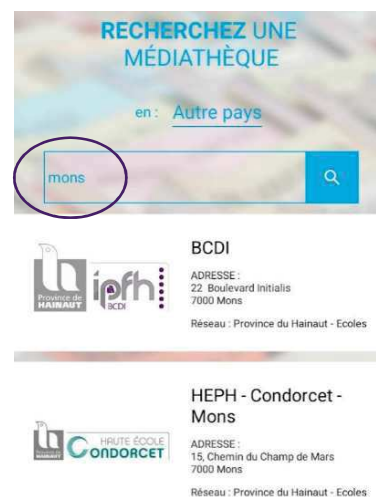 RECHERCHEZ UNE
MÉDIATHÈQUE
en : Autre pays
mons
BCDI
ADRESSE :
22 Boulevard Initialis
7000 Mons
Réseau : Province du Hainaut - Ecoles
Province de
HAINAUT
ipfh
BCDI
HEPH - Condorcet -
Mons
ADRESSE :
15, Chemin du Champ de Mars
7000 Mons
Réseau : Province du Hainaut - Ecoles
HAUTE ÉCOLE
CONDORCET